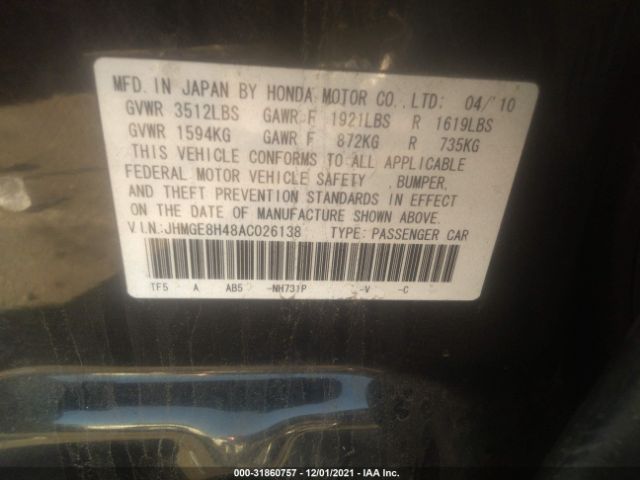 MFD. IN JAPAN BY HONDA MOTOR CO., LTD: 04/'10
GVWR 3512LBS GAWR F 1921LBS R 1619LBS
GVWR 1594KG GAWR F 872KG R 735KG
THIS VEHICLE CONFORMS TO ALL APPLICABLE
FEDERAL MOTOR VEHICLE SAFETY , BUMPER,
AND THEFT PREVENTION STANDARDS IN EFFECT
ON THE DATE OF MANUFACTURE SHOWN ABOVE.
V.I.N.:JHMGE8H48AC026138 TYPE: PASSENGER CAR
TF5 A AB5 -NH731P -V -C
000-31860757 - 12/01/2021 - IAA Inc.